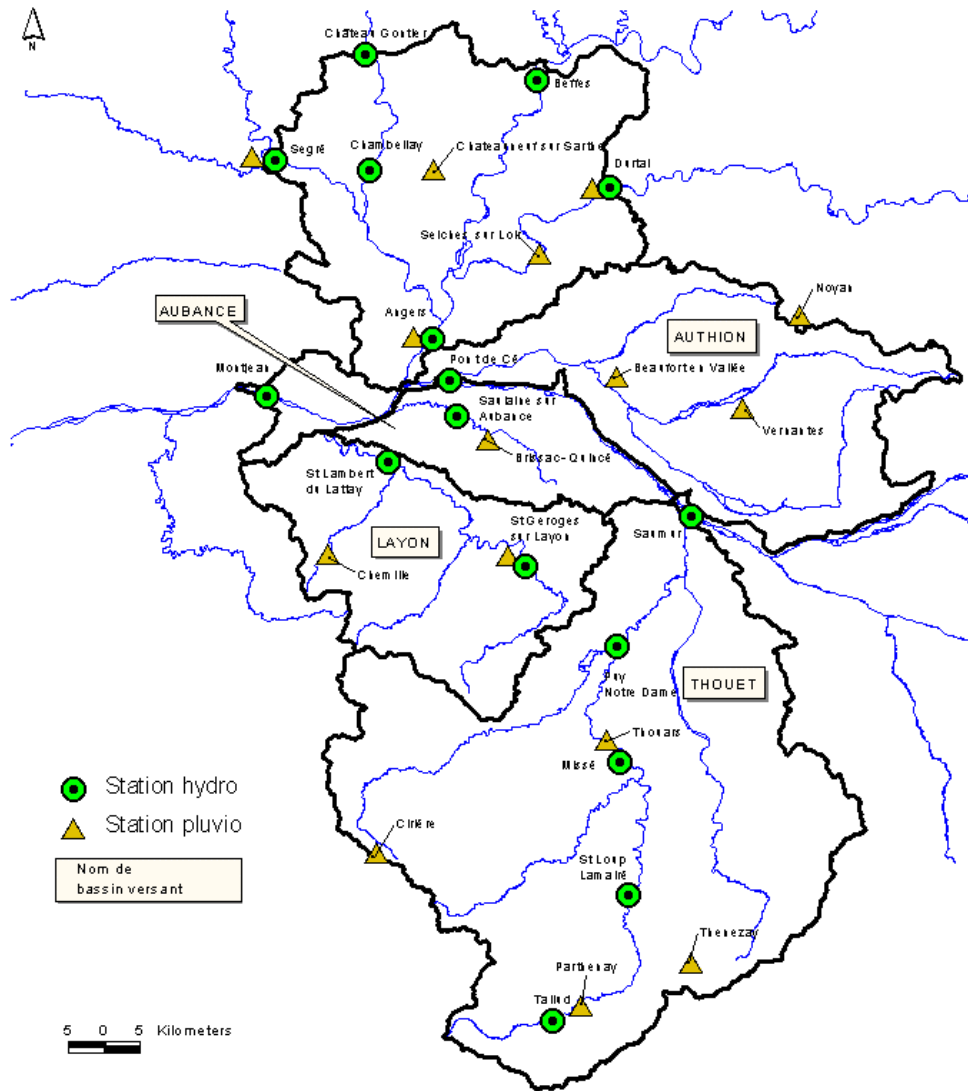 N
Château Gontier
Beffes
Segré
Chambellay
Chateauneuf sur Sarthe
Durtal
Seiches sur Loir
Noyan
AUBANCE
Angers
AUTHION
Pont de Cé
Beaufort en Vallée
Montjean
Saulaine sur
Aubance
Vernantes
Brissac-Quincé
St Lambert
du Lattay
St Geroges
sur Layon
Saumur
LAYON
Chemille
Puy
Notre Dame
THOUET
Thouars
Missé
Station hydro
Station pluvio
Cirière
St Loup
Lamairé
Nom de
bassin versant
Thenezay
Parthenay
Tallud
5 0 5 Kilometers